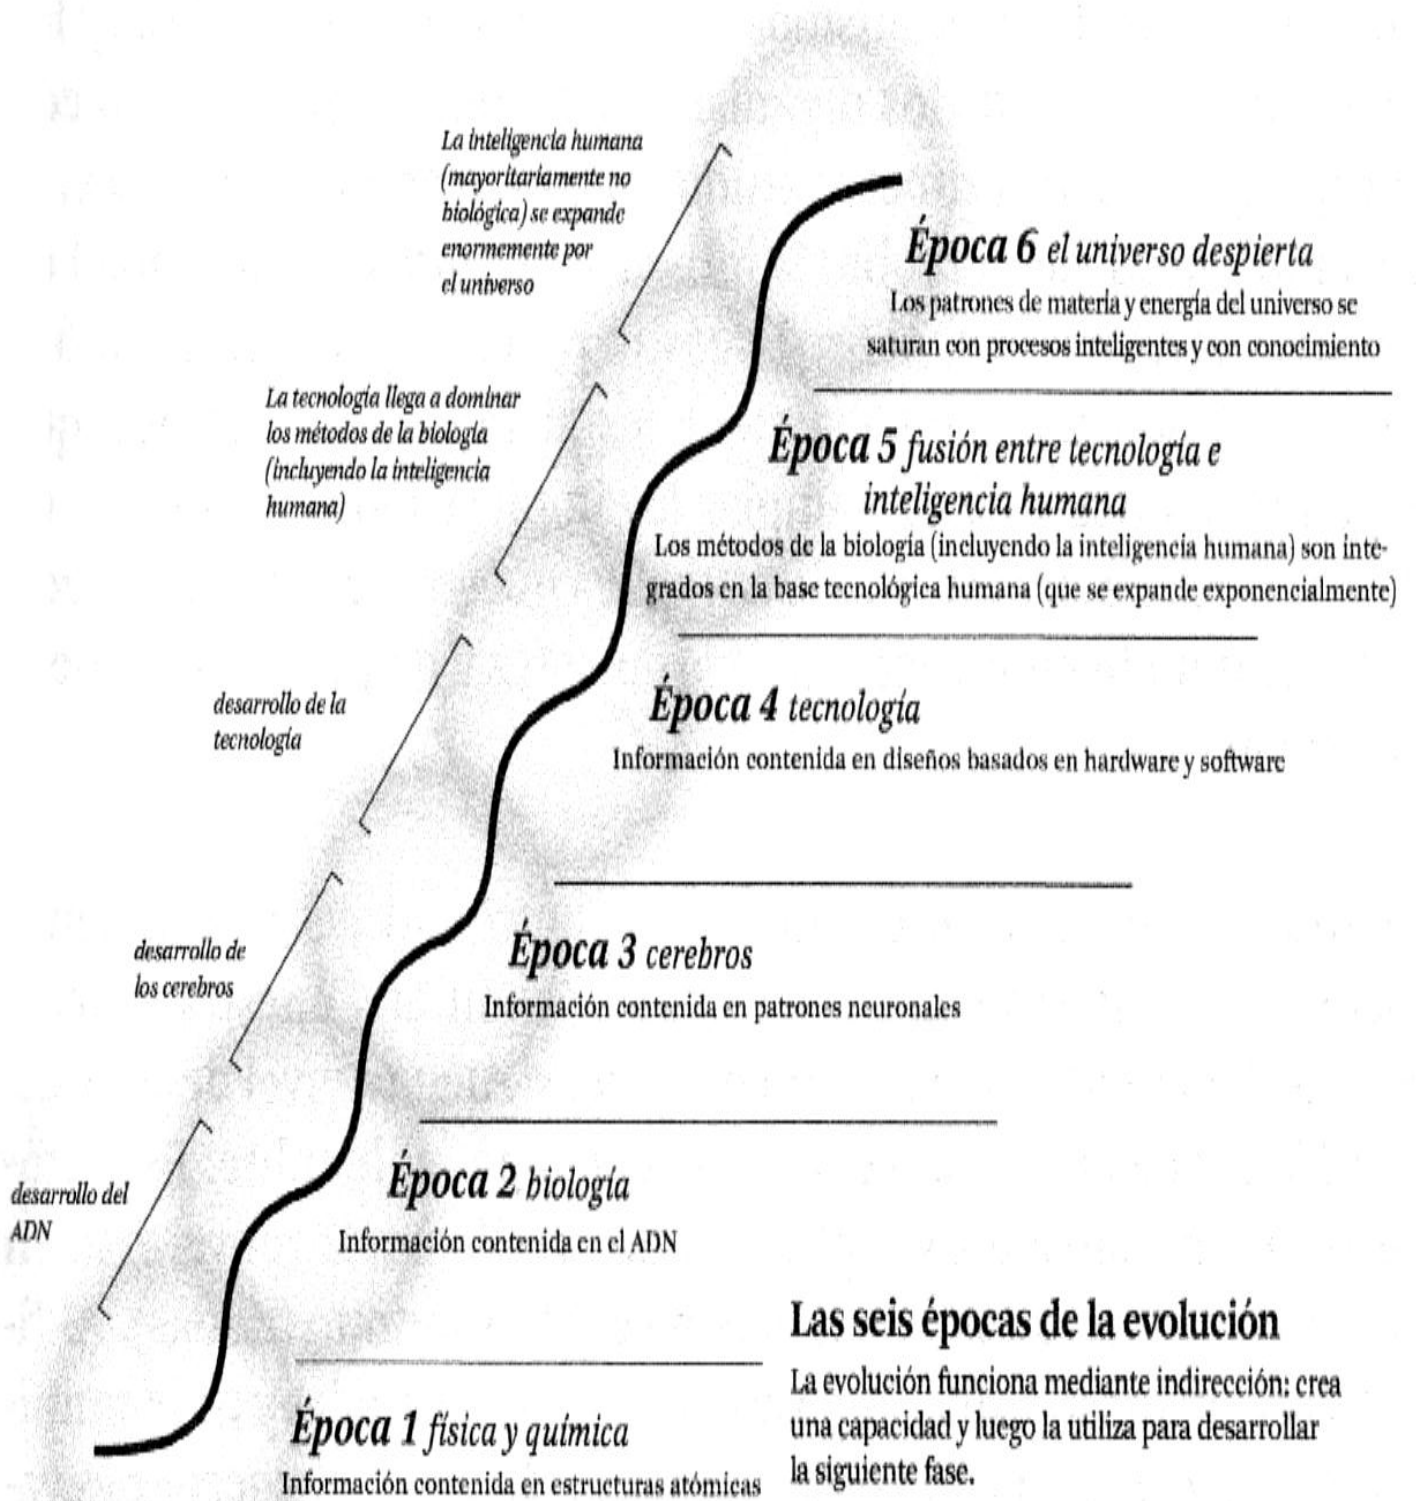 La inteligencia humana
(mayoritariamente no
biológica) se expande
enormemente por
el universo
Época 6 el universo despierta
Los patrones de materia y energía del universo se
saturan con procesos inteligentes y con conocimiento
La tecnología llega a dominar
los métodos de la biología
(incluyendo la inteligencia
humana)
Época 5 fusión entre tecnología e
inteligencia humana
Los métodos de la biología (incluyendo la inteligencia humana) son inte-
grados en la base tecnológica humana (que se expande exponencialmente)
desarrollo de la
tecnología
Época 4 tecnología
Información contenida en diseños basados en hardware y software
desarrollo de
los cerebros
Época 3 cerebros
Información contenida en patrones neuronales
desarrollo del
ADN
Época 2 biología
Información contenida en el ADN
Época 1 física y química
Información contenida en estructuras atómicas
Las seis épocas de la evolución
La evolución funciona mediante indirección: crea
una capacidad y luego la utiliza para desarrollar
la siguiente fase.